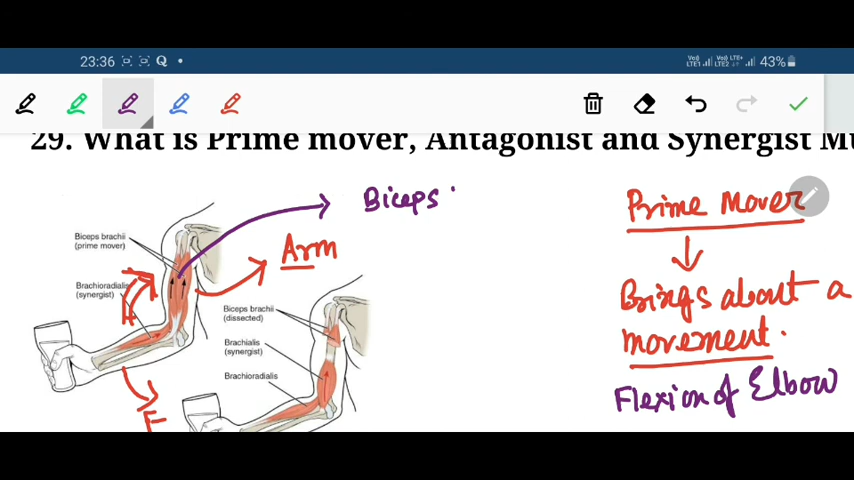 23:36
43%
29. What is Prime mover, Antagonist and Synergist Mu
Biceps
Prime Mover
Biceps brachii
(prime mover)
Arm
Brachioradialis
(synergist)
Brings about a
movement.
Biceps brachii
(dissected)
Brachialis
(synergist)
Brachioradialis
Flexion of Elbow
F